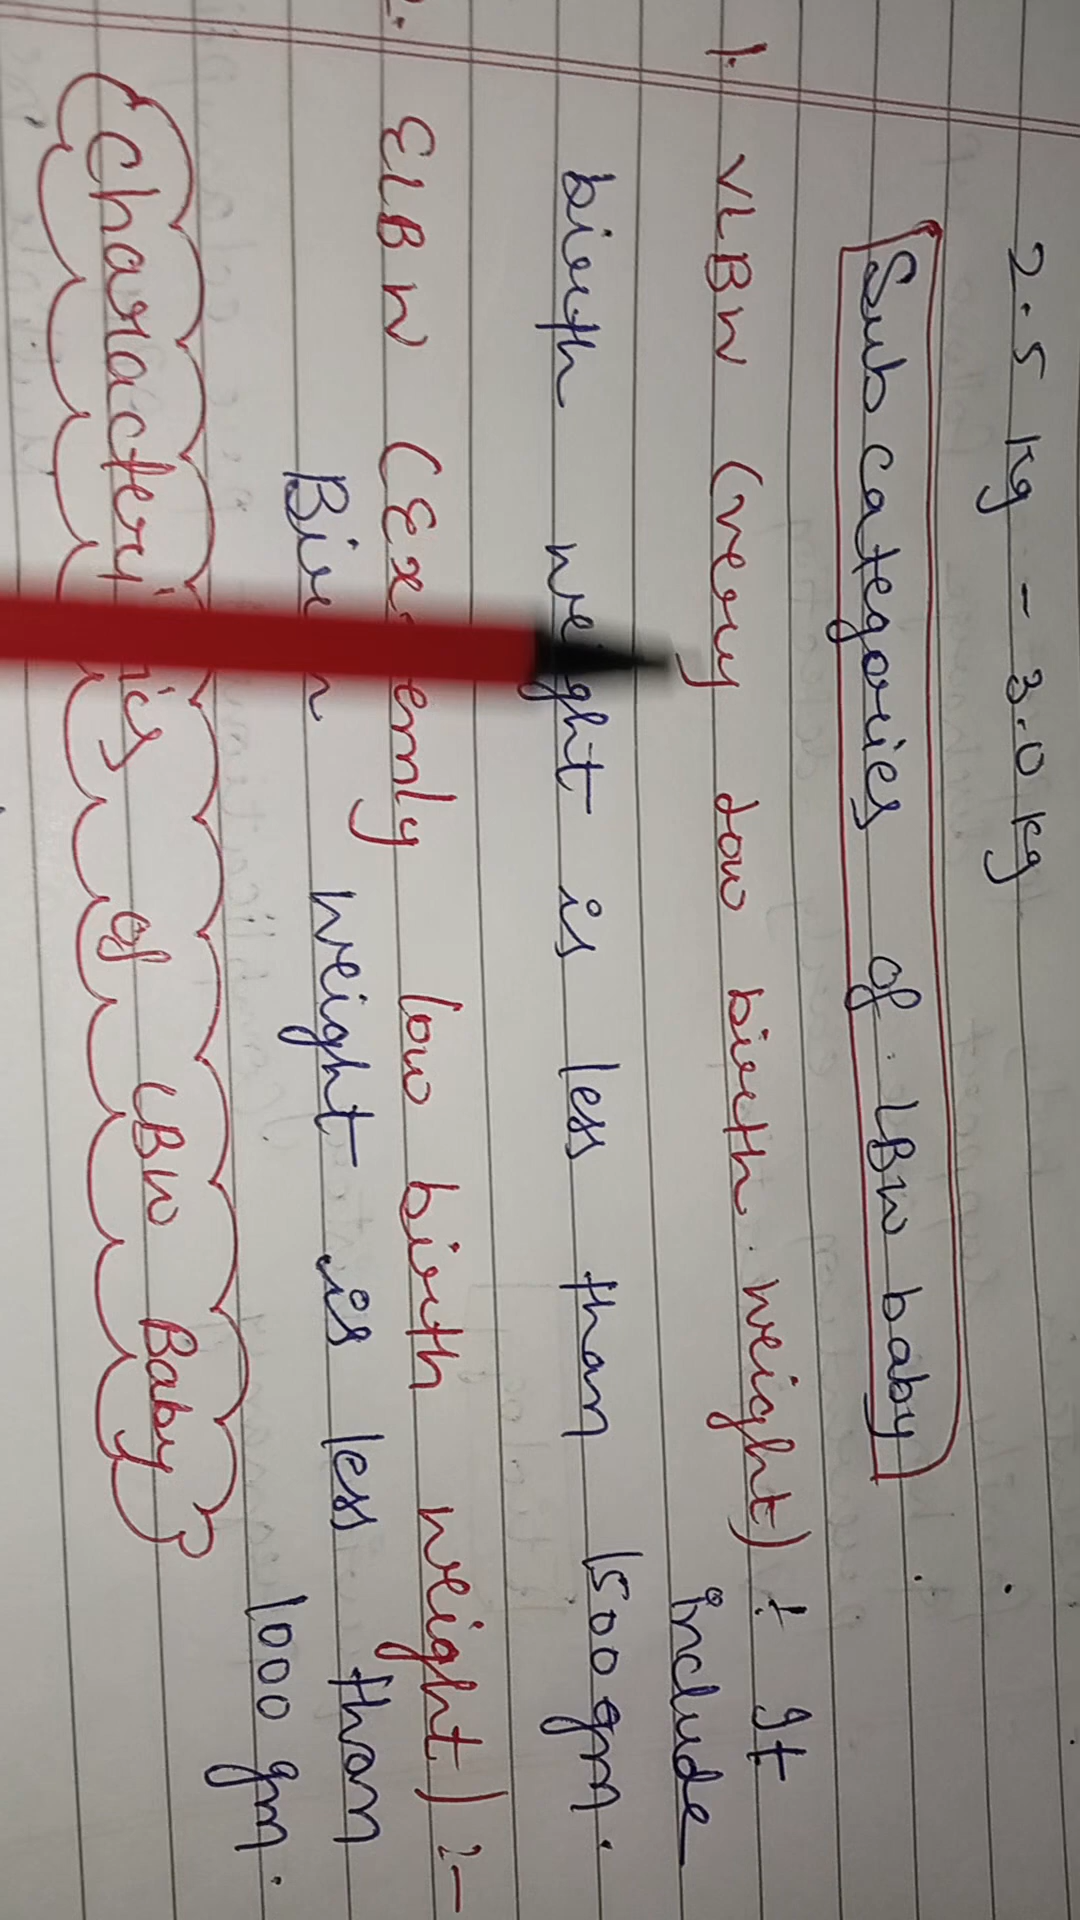 2.5 kg - 3.0 kg
Sub categories of LBW baby
1. VLBW (very low birth weight) :- It
include
birth weight is less than 1500 gm.
2. ELBW (Ex emly low birth weight) :-
weight is less than
1000 gm.
of LBW Baby